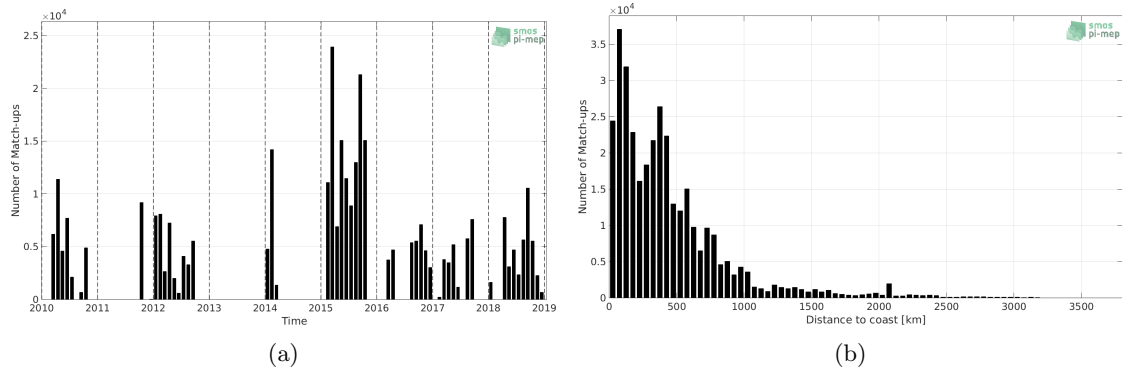 ×10⁴
smos
pi-mep
2.5
2
1.5
1
0.5
0
Number of Match-ups
2010 2011 2012 2013 2014 2015 2016 2017 2018 2019
Time
(a)
×10⁴
smos
pi-mep
3.5
3
2.5
2
1.5
1
0.5
0
Number of Match-ups
0 500 1000 1500 2000 2500 3000 3500
Distance to coast [km]
(b)